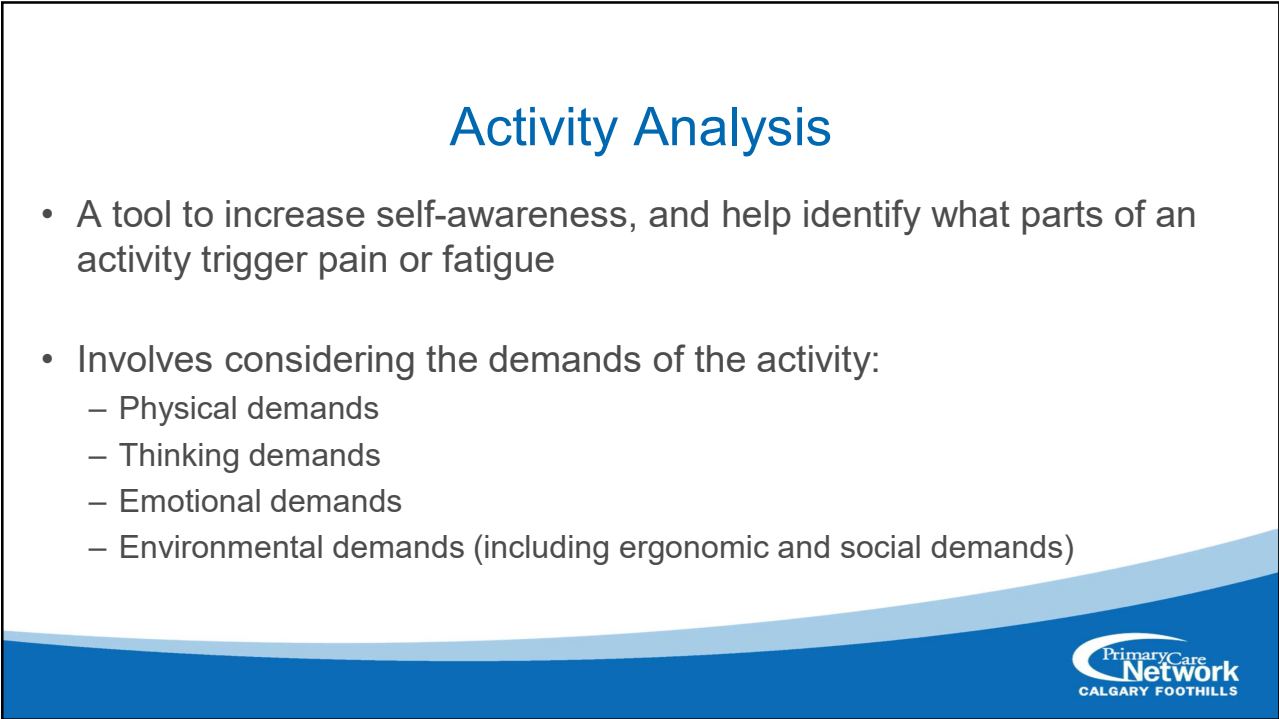 Activity Analysis
• A tool to increase self-awareness, and help identify what parts of an
activity trigger pain or fatigue
• Involves considering the demands of the activity:
– Physical demands
– Thinking demands
– Emotional demands
– Environmental demands (including ergonomic and social demands)
PrimaryCare
Network
CALGARY FOOTHILLS